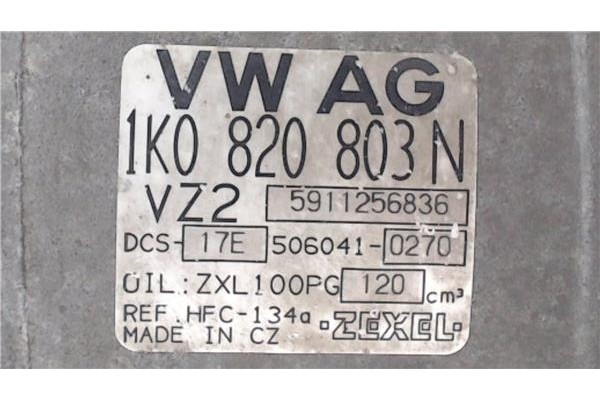 VW AG
1K0 820 803 N
VZ2 5911256836
DCS-17E 506041-0270
OIL: ZXL100PG 120 cm³
REF. HFC-134a
MADE IN CZ ZEXEL